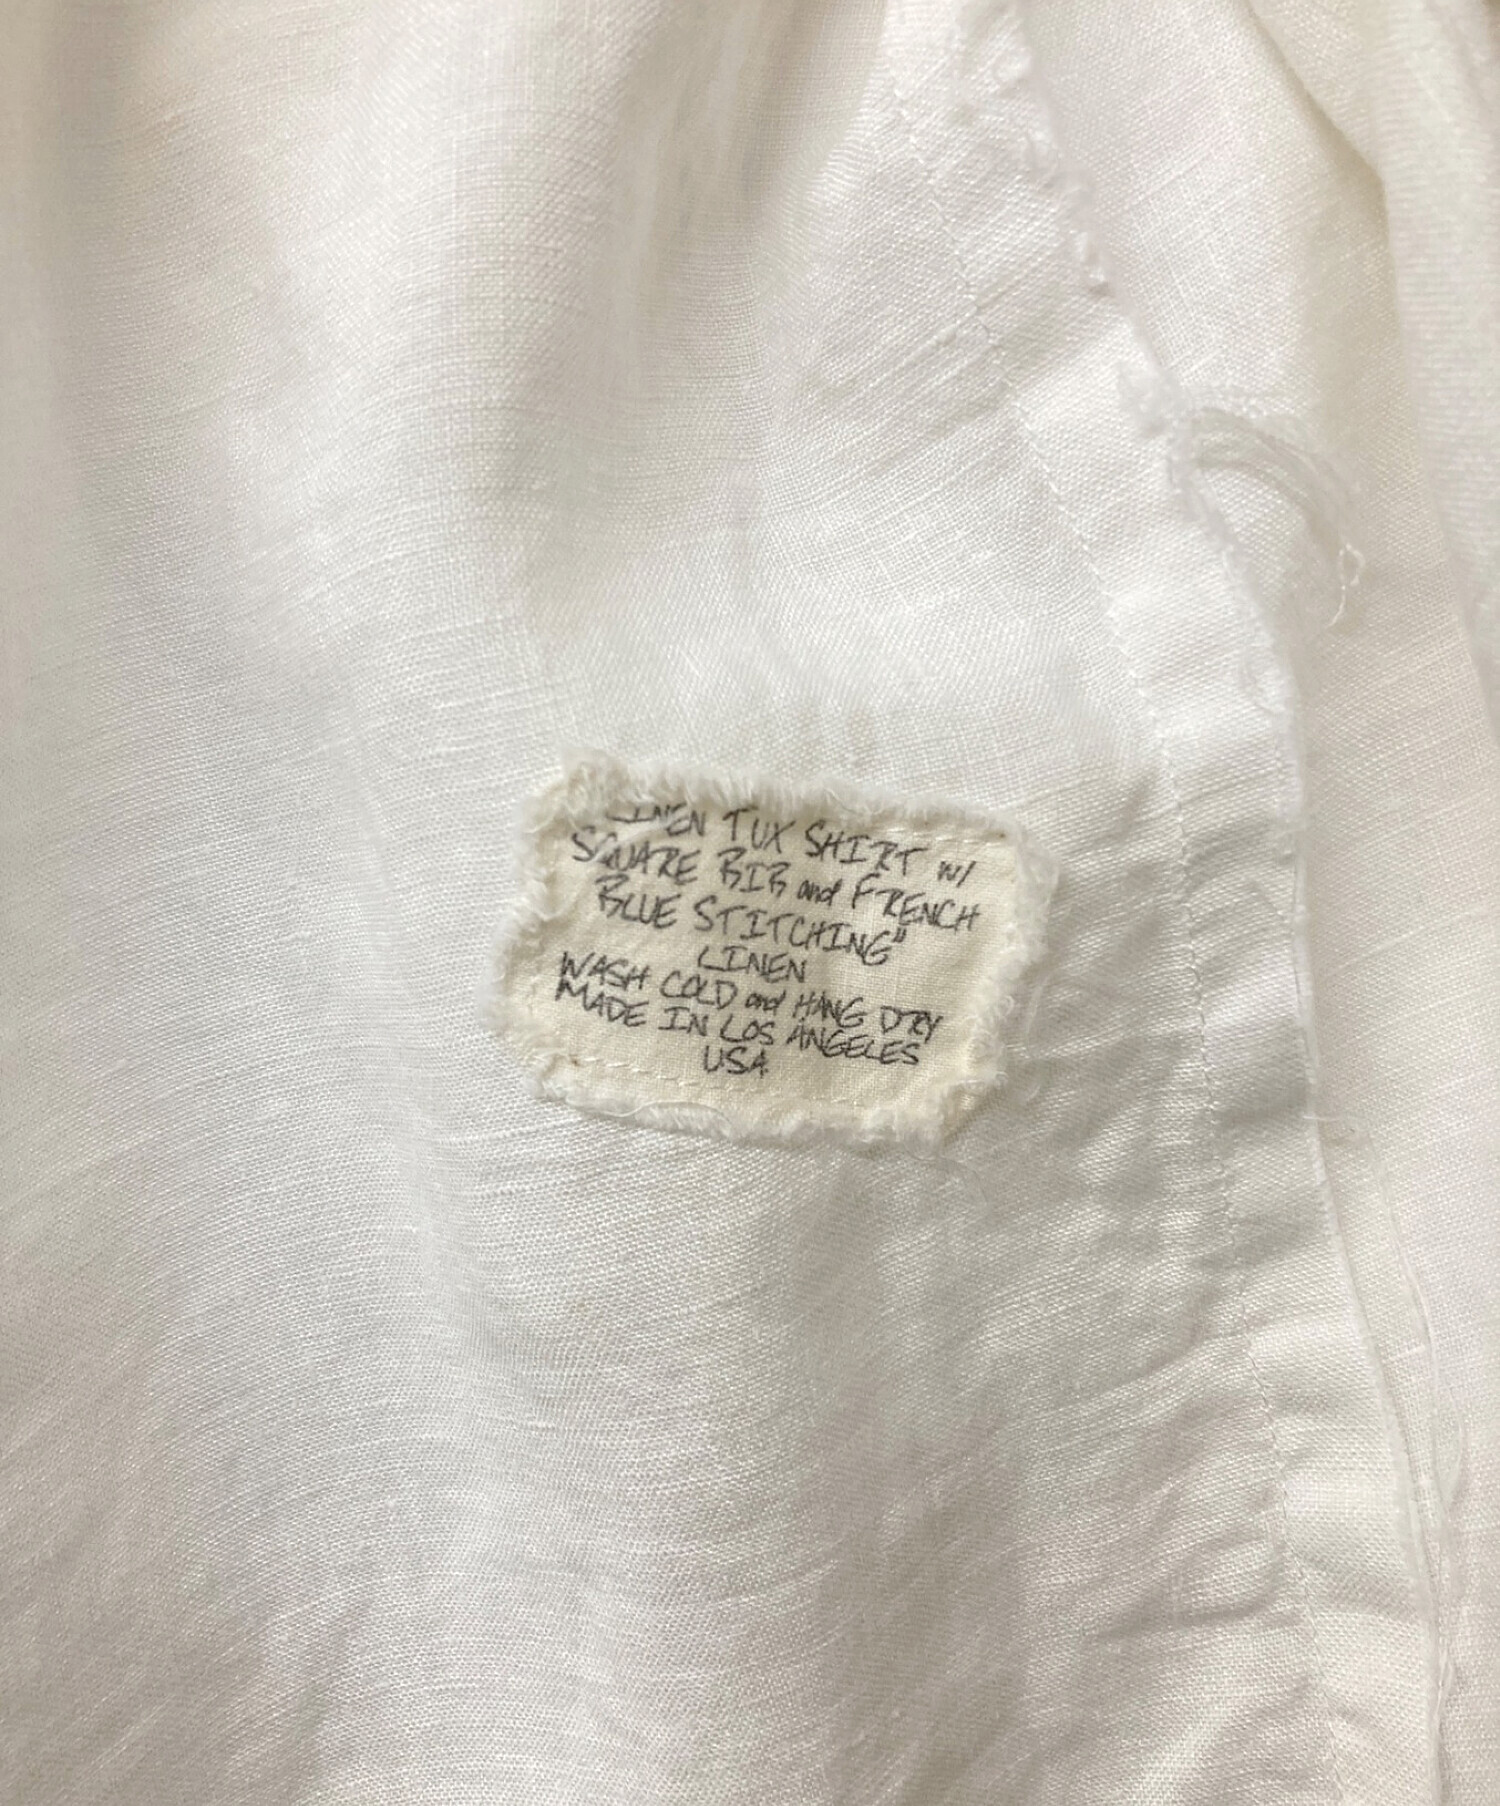 LINEN TUX SHIRT w/
SQUARE BIB and FRENCH
BLUE STITCHING"
LINEN
WASH COLD and HANG DRY
MADE IN LOS ANGELES
USA